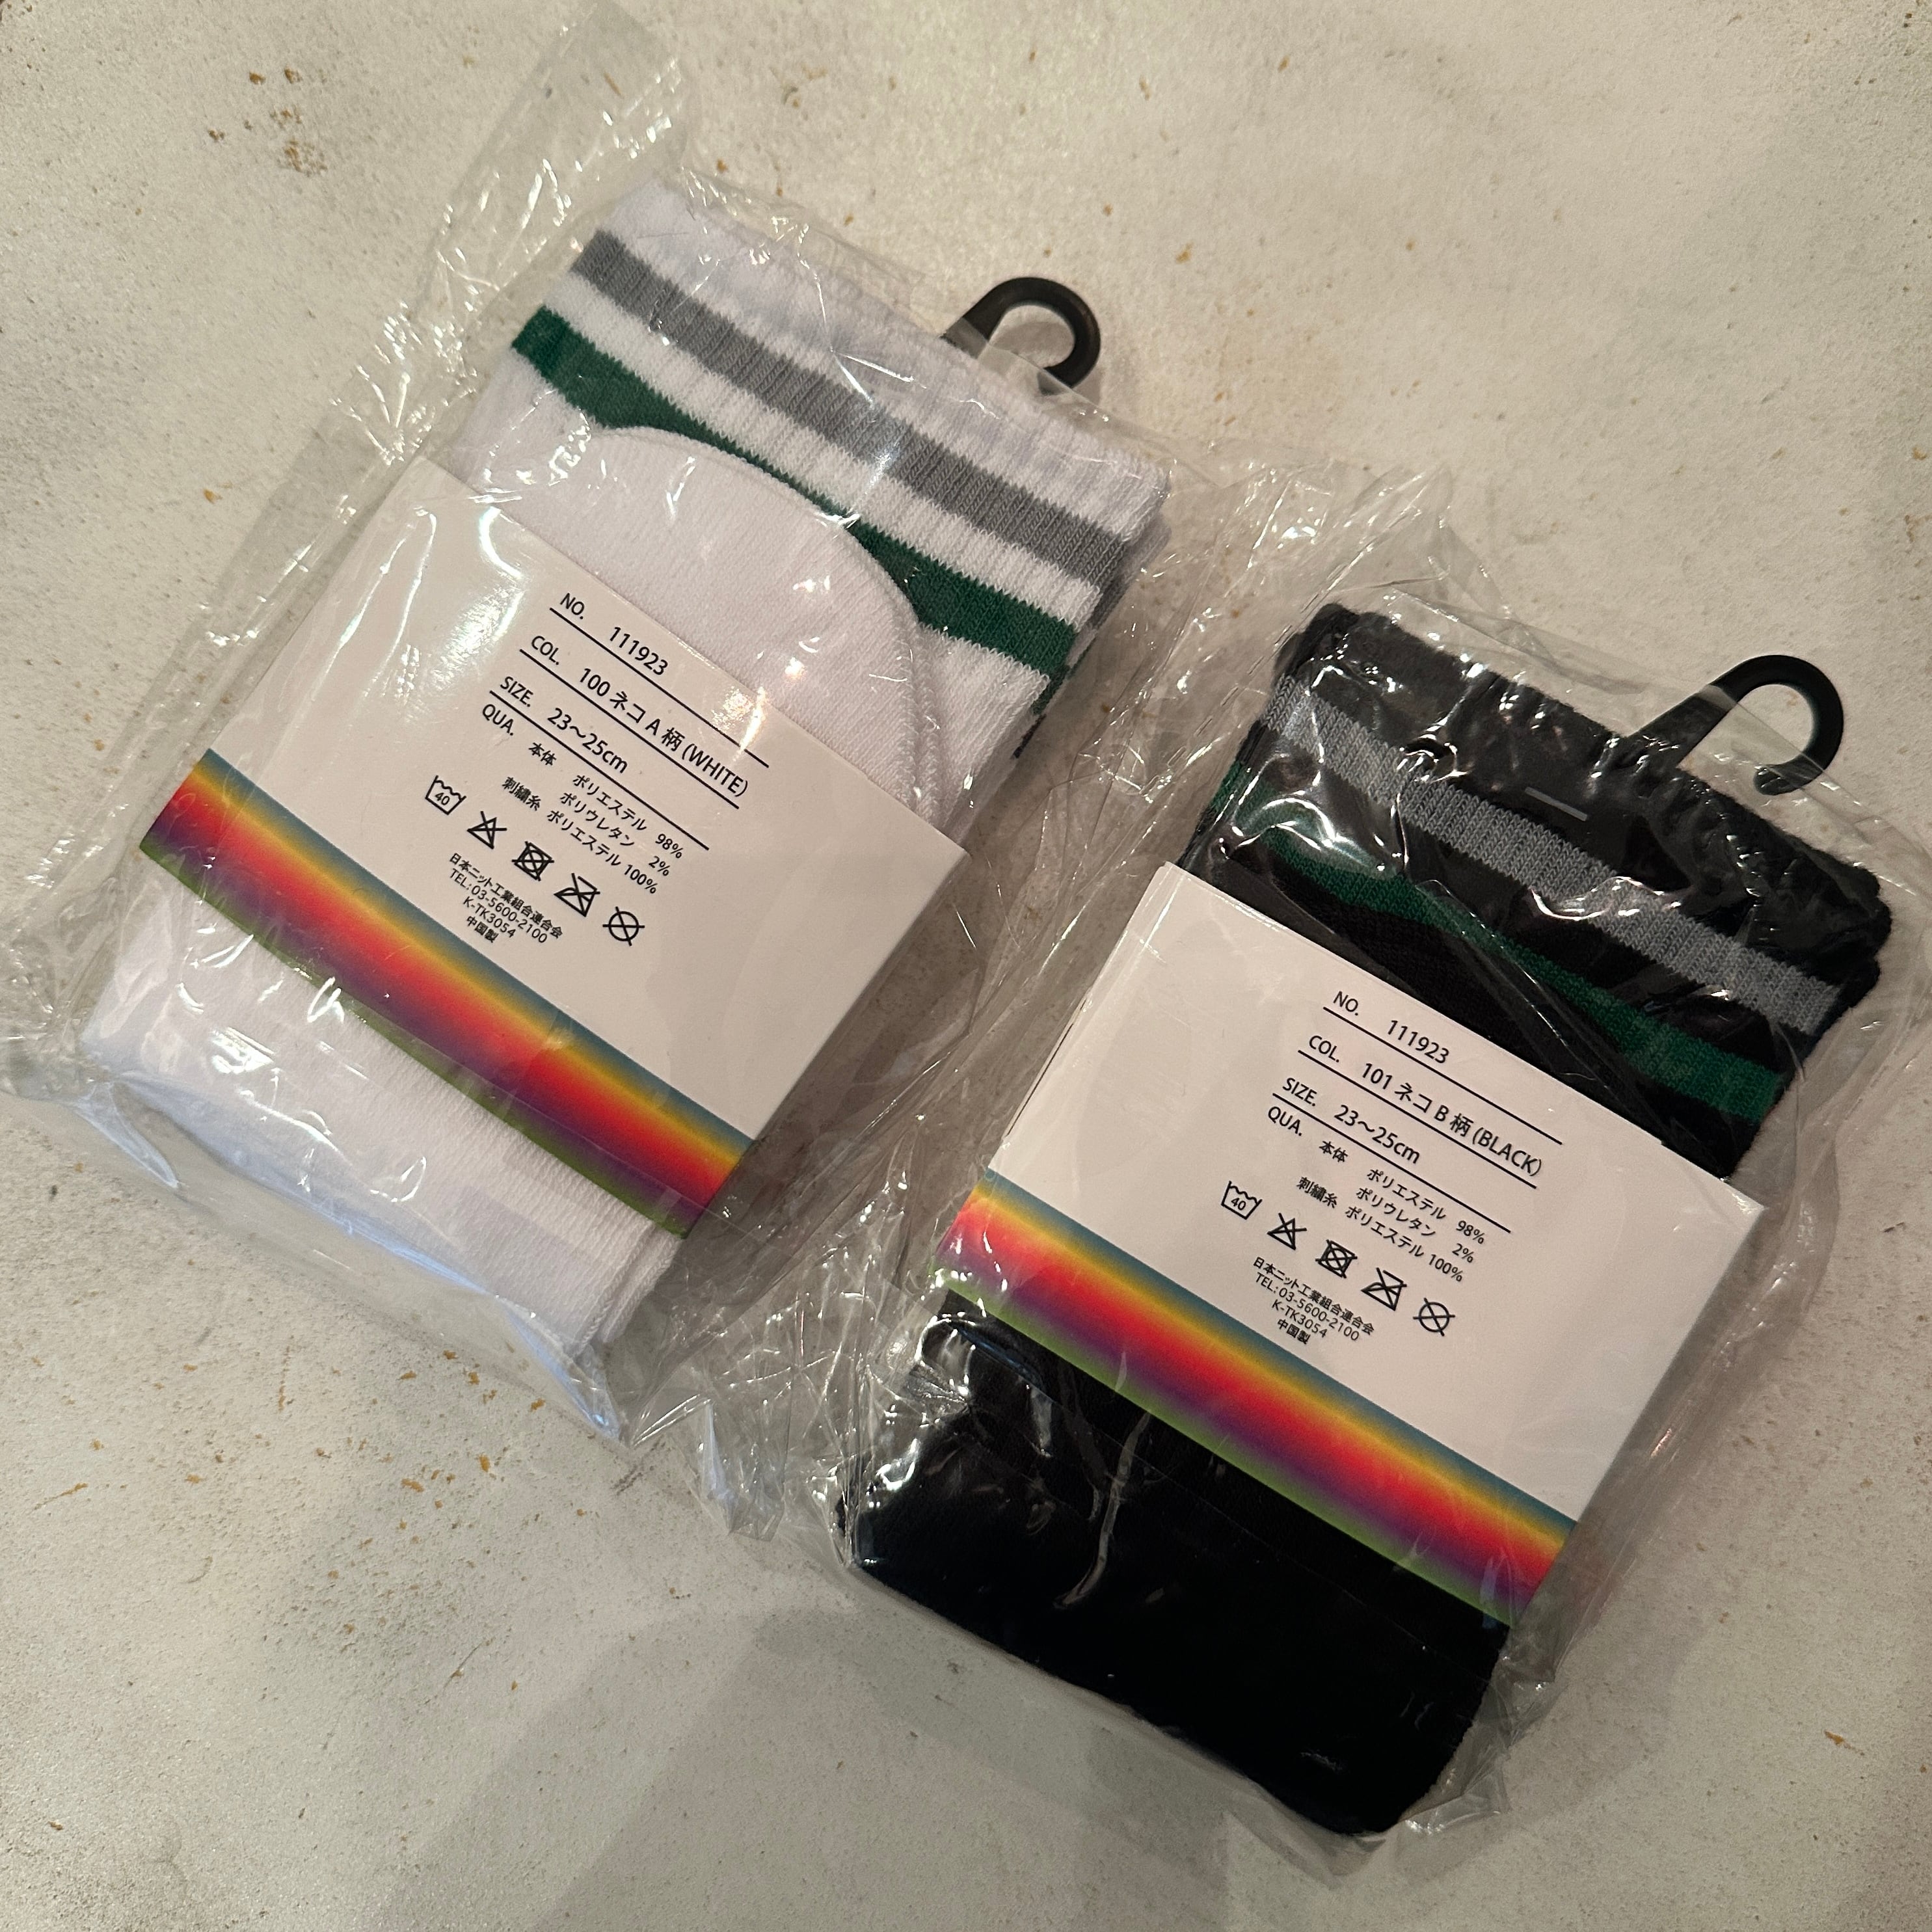 NO. 111923
COL. 100 ネコ A 柄 (WHITE)
SIZE. 23～25cm
QUA. 本体 ポリエステル 98%
ポリウレタン 2%
刺繍糸 ポリエステル 100%
40
日本ニット工業組合連合会
TEL:03-5600-2100
K-TK3054
中国製
NO. 111923
COL. 101 ネコ B 柄 (BLACK)
SIZE. 23～25cm
QUA. 本体 ポリエステル 98%
ポリウレタン 2%
刺繍糸 ポリエステル 100%
40
日本ニット工業組合連合会
TEL:03-5600-2100
K-TK3054
中国製